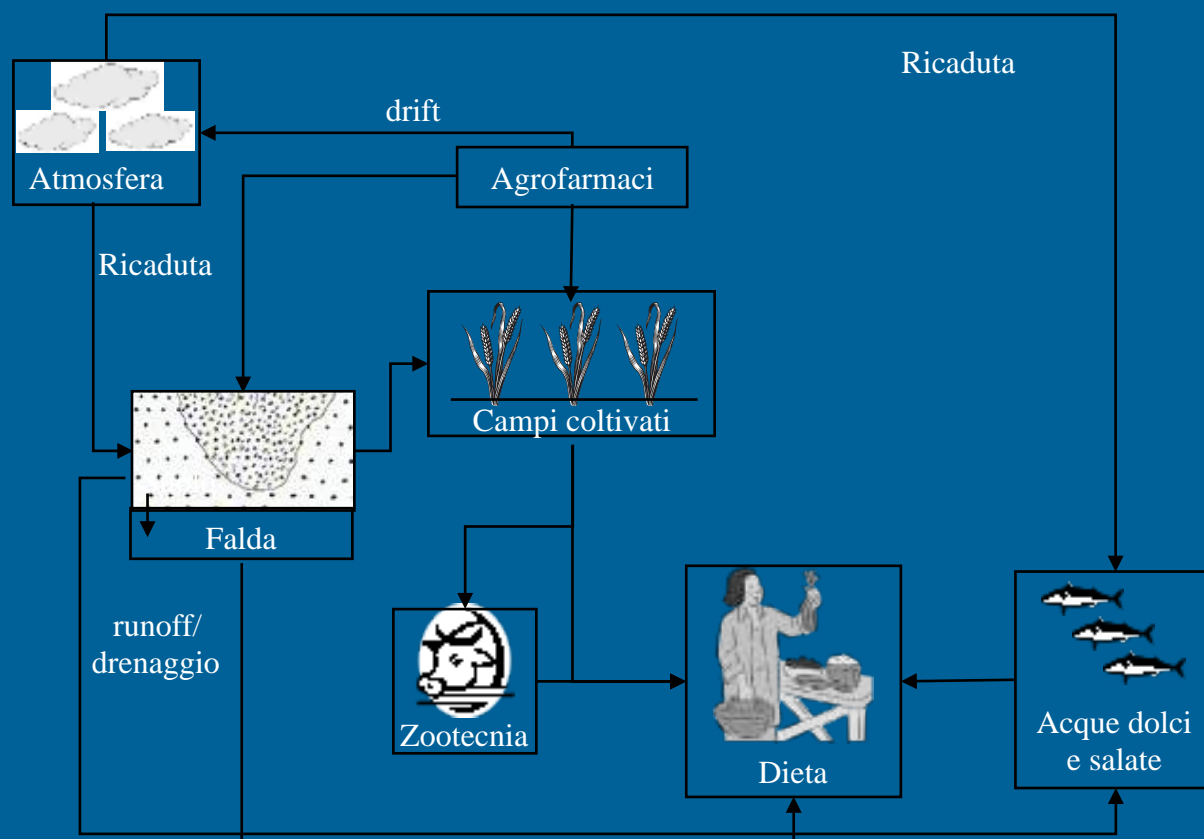 Ricaduta
drift
Atmosfera
Agrofarmaci
Ricaduta
Campi coltivati
Falda
runoff/
drenaggio
Zootecnia
Dieta
Acque dolci
e salate